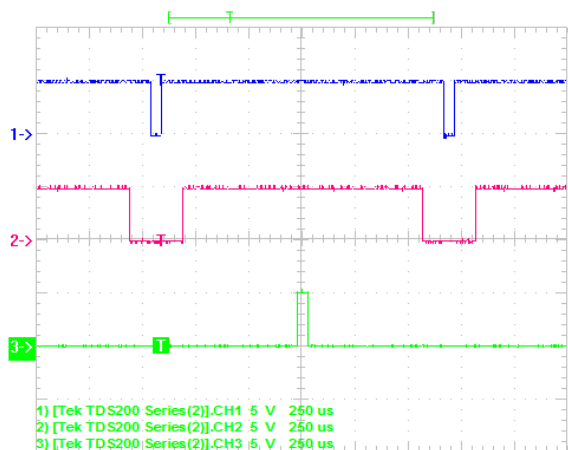 T
T
1->
2->
T
3->
T
1) [Tek TDS200 Series(2)].CH1 5 V 250 us
2) [Tek TDS200 Series(2)].CH2 5 V 250 us
3) [Tek TDS200 Series(2)].CH3 5 V 250 us